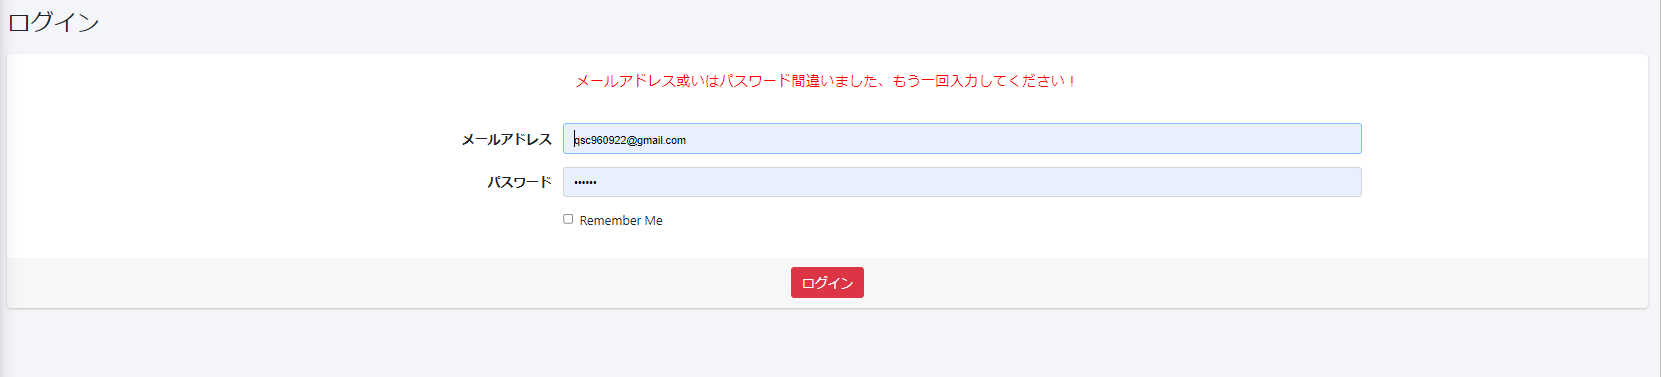 ログイン
メールアドレス或いはパスワード間違いました、もう一回入力してください！
メールアドレス qsc960922@gmail.com
パスワード ••••••
Remember Me
ログイン